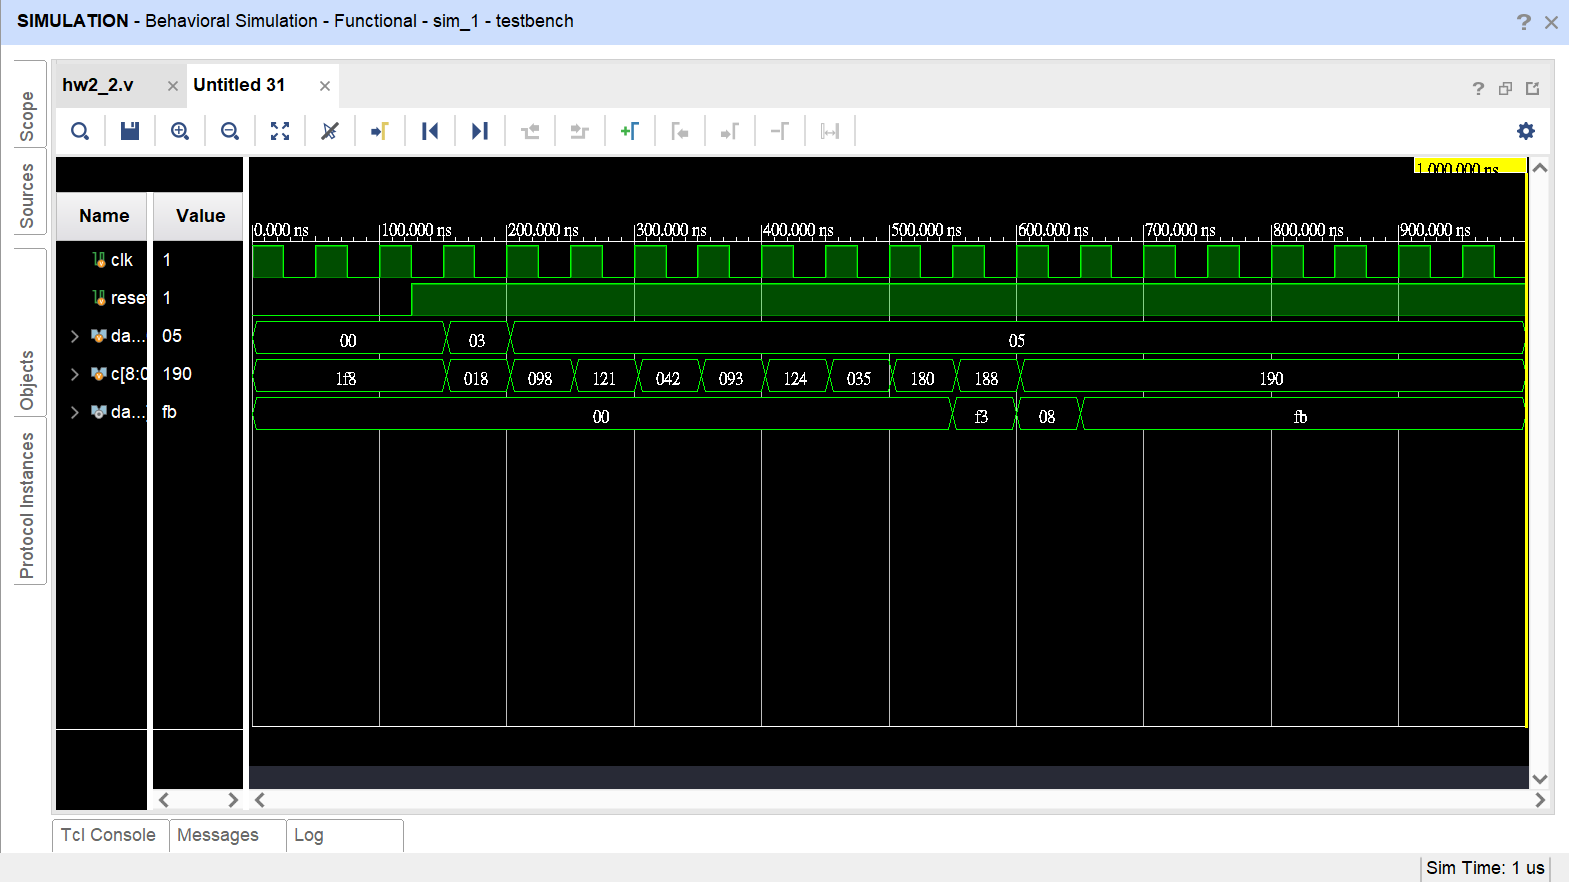 SIMULATION - Behavioral Simulation - Functional - sim_1 - testbench
? ×
Scope
Sources
Objects
Protocol Instances
hw2_2.v ×
Untitled 31 ×
?
1,000.000 ns
Name Value
0.000 ns 100.000 ns 200.000 ns 300.000 ns 400.000 ns 500.000 ns 600.000 ns 700.000 ns 800.000 ns 900.000 ns
clk 1
reset 1
da... 05 00 03 05
c[8:0 190 1f8 018 098 121 042 093 124 035 180 188 190
da... fb 00 f3 08 fb
Tcl Console Messages Log
Sim Time: 1 us